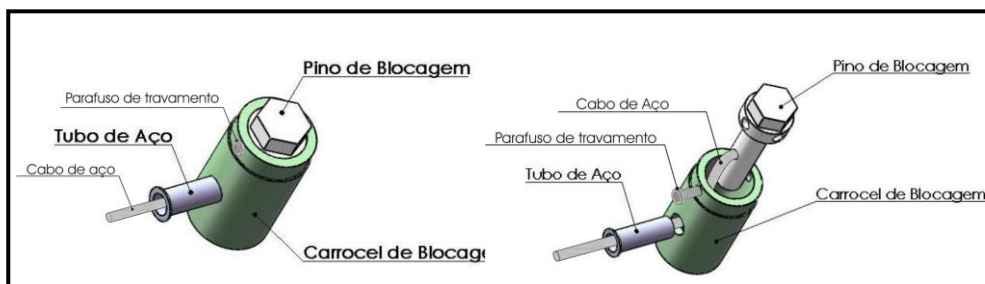 Pino de Blocagem
Parafuso de travamento
Tubo de Aço
Cabo de aço
Carrocel de Blocage
Pino de Blocagem
Cabo de Aço
Parafuso de travamento
Tubo de Aço
Carrocel de Blocagem